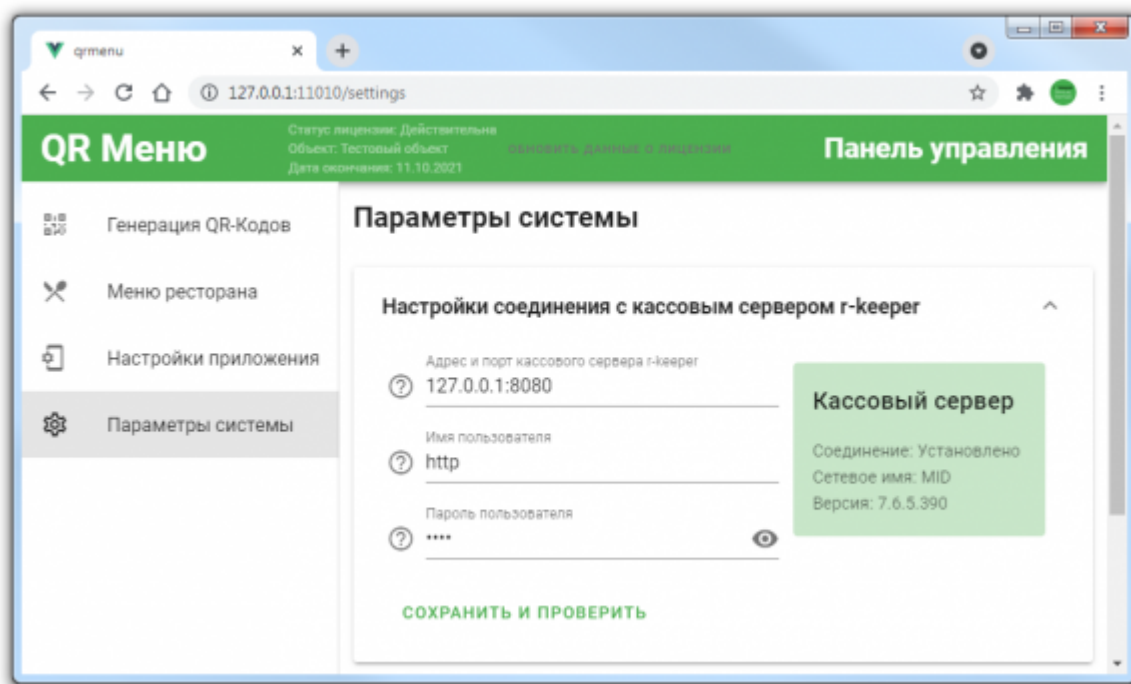 qrmenu
127.0.0.1:11010/settings
QR Меню
Статус лицензии: Действительна
Объект: Тестовый объект
Дата окончания: 11.10.2021
ОБНОВИТЬ ДАННЫЕ О ЛИЦЕНЗИИ
Панель управления
Генерация QR-Кодов
Меню ресторана
Настройки приложения
Параметры системы
Параметры системы
Настройки соединения с кассовым сервером r-keeper
Адрес и порт кассового сервера r-keeper
127.0.0.1:8080
Имя пользователя
http
Пароль пользователя
••••
СОХРАНИТЬ И ПРОВЕРИТЬ
Кассовый сервер
Соединение: Установлено
Сетевое имя: MID
Версия: 7.6.5.390